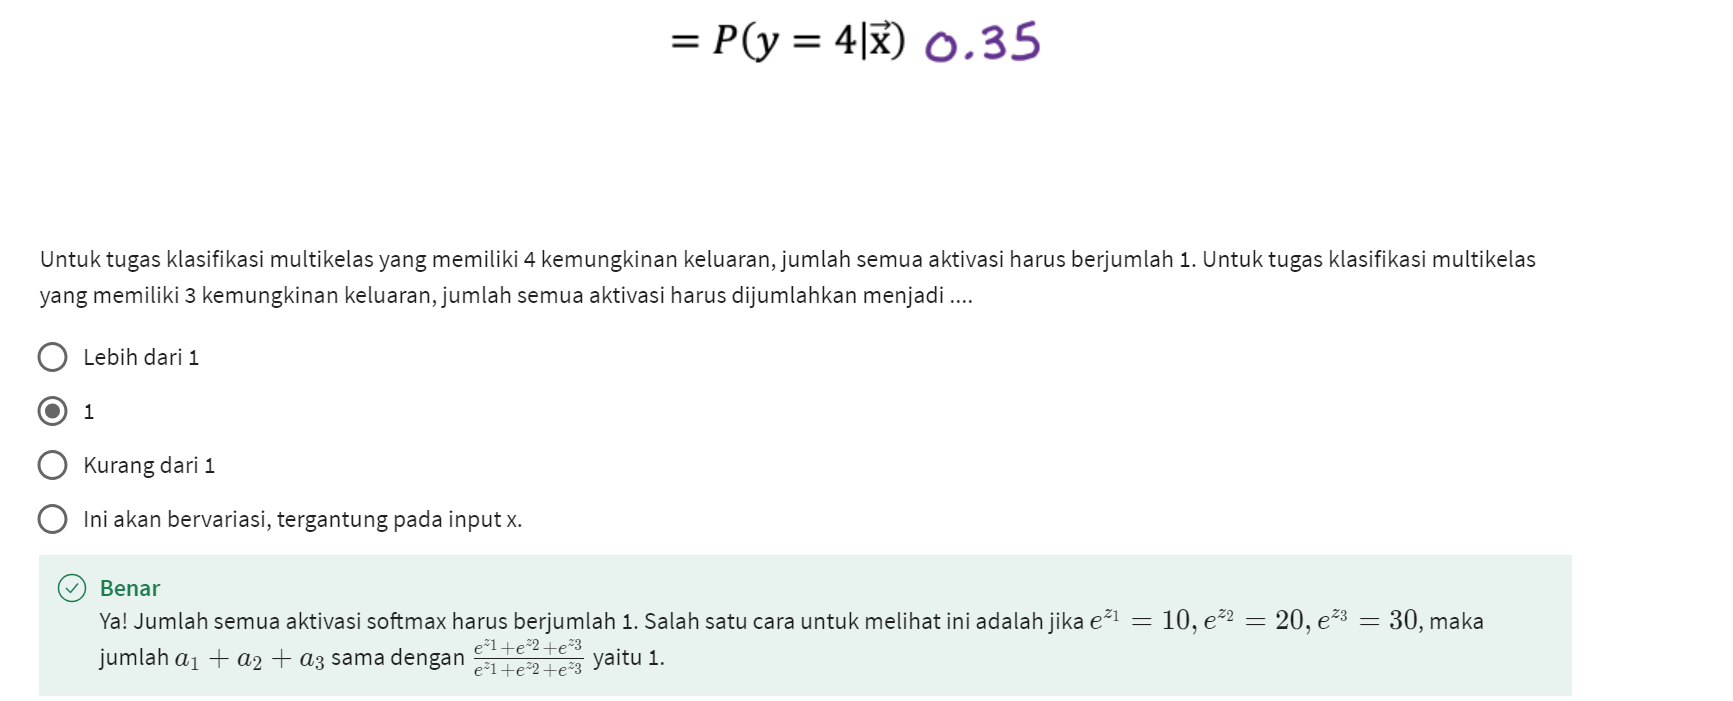 = P(y = 4|x⃗) 0.35
Untuk tugas klasifikasi multikelas yang memiliki 4 kemungkinan keluaran, jumlah semua aktivasi harus berjumlah 1. Untuk tugas klasifikasi multikelas
yang memiliki 3 kemungkinan keluaran, jumlah semua aktivasi harus dijumlahkan menjadi ....
Lebih dari 1
1
Kurang dari 1
Ini akan bervariasi, tergantung pada input x.
Benar
Ya! Jumlah semua aktivasi softmax harus berjumlah 1. Salah satu cara untuk melihat ini adalah jika e^{z_1} = 10, e^{z_2} = 20, e^{z_3} = 30, maka
jumlah a_1 + a_2 + a_3 sama dengan \frac{e^{z_1}+e^{z_2}+e^{z_3}}{e^{z_1}+e^{z_2}+e^{z_3}} yaitu 1.